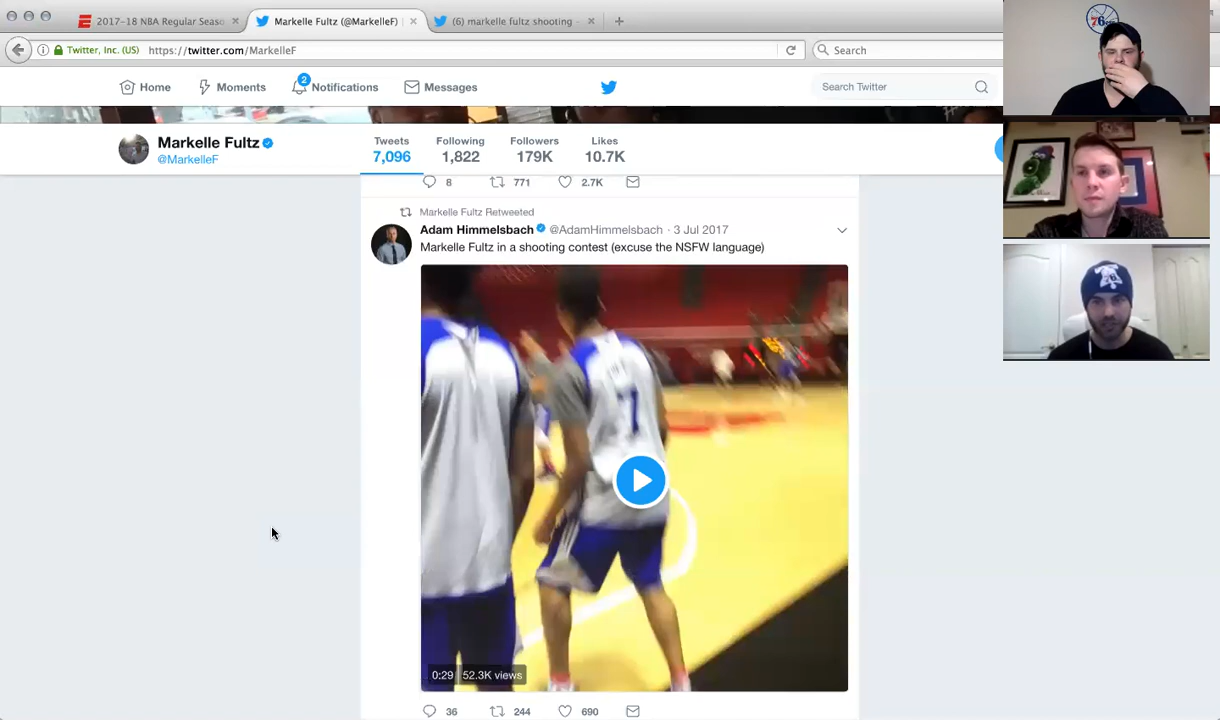 2017-18 NBA Regular Seaso
Markelle Fultz (@MarkelleF)
(6) markelle fultz shooting -
Twitter, Inc. (US)
https://twitter.com/MarkelleF
Search
Home
Moments
2
Notifications
Messages
Search Twitter
76ers
Markelle Fultz
@MarkelleF
Tweets
Following
Followers
Likes
7,096
1,822
179K
10.7K
8
771
2.7K
Markelle Fultz Retweeted
Adam Himmelsbach @AdamHimmelsbach · 3 Jul 2017
Markelle Fultz in a shooting contest (excuse the NSFW language)
7
0:29
52.3K views
36
244
690